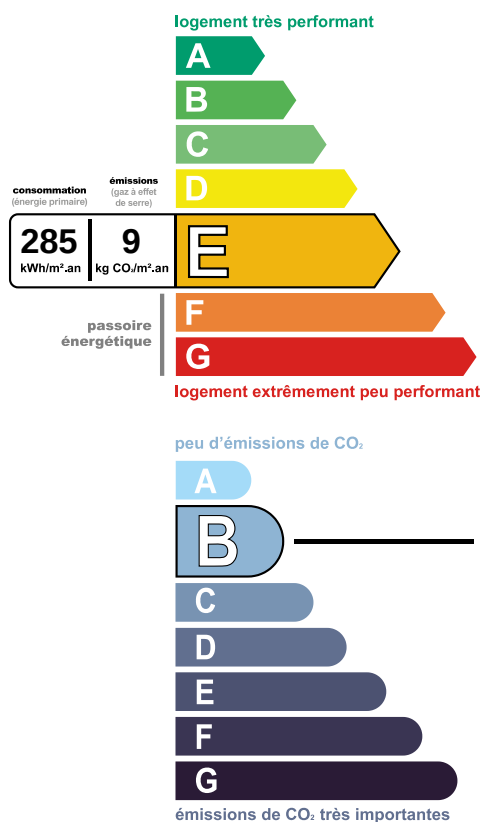 logement très performant
A
B
C
D
consommation
(énergie primaire)
émissions
(gaz à effet
de serre)
285
kWh/m².an
9
kg CO₂/m².an
E
passoire
énergétique
F
G
logement extrêmement peu performant
peu d'émissions de CO₂
A
B
C
D
E
F
G
émissions de CO₂ très importantes